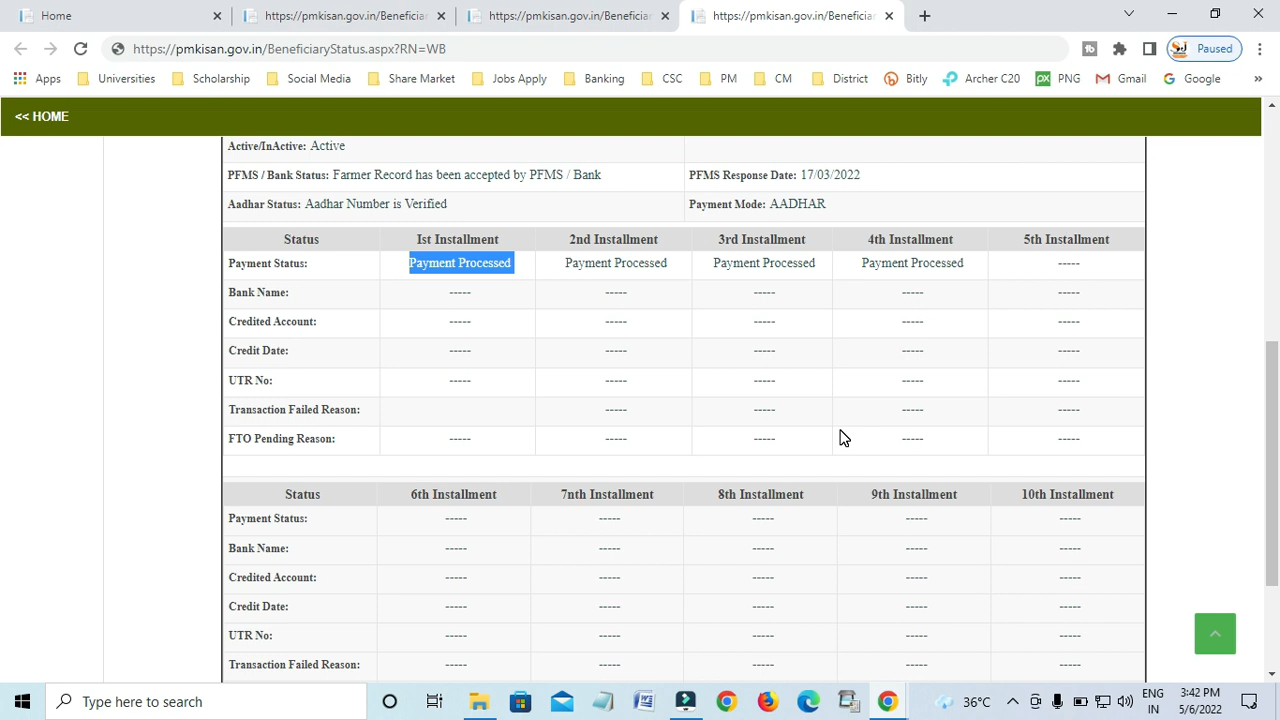 Home
https://pmkisan.gov.in/Beneficiar
https://pmkisan.gov.in/Beneficiar
https://pmkisan.gov.in/Beneficiar
https://pmkisan.gov.in/BeneficiaryStatus.aspx?RN=WB
Paused
Apps Universities Scholarship Social Media Share Market Jobs Apply Banking CSC PM CM District Bitly Archer C20 PNG Gmail Google »
<< HOME
Active/InActive: Active
PFMS / Bank Status: Farmer Record has been accepted by PFMS / Bank PFMS Response Date: 17/03/2022
Aadhar Status: Aadhar Number is Verified Payment Mode: AADHAR
Status Ist Installment 2nd Installment 3rd Installment 4th Installment 5th Installment
Payment Status: Payment Processed Payment Processed Payment Processed Payment Processed -----
Bank Name: ----- ----- ----- ----- -----
Credited Account: ----- ----- ----- ----- -----
Credit Date: ----- ----- ----- ----- -----
UTR No: ----- ----- ----- ----- -----
Transaction Failed Reason: ----- ----- ----- -----
FTO Pending Reason: ----- ----- ----- ----- -----
Status 6th Installment 7nth Installment 8th Installment 9th Installment 10th Installment
Payment Status: ----- ----- ----- ----- -----
Bank Name: ----- ----- ----- ----- -----
Credited Account: ----- ----- ----- ----- -----
Credit Date: ----- ----- ----- ----- -----
UTR No: ----- ----- ----- ----- -----
Transaction Failed Reason: ----- ----- ----- ----- -----
Type here to search
36°C
ENG
IN
3:42 PM
5/6/2022